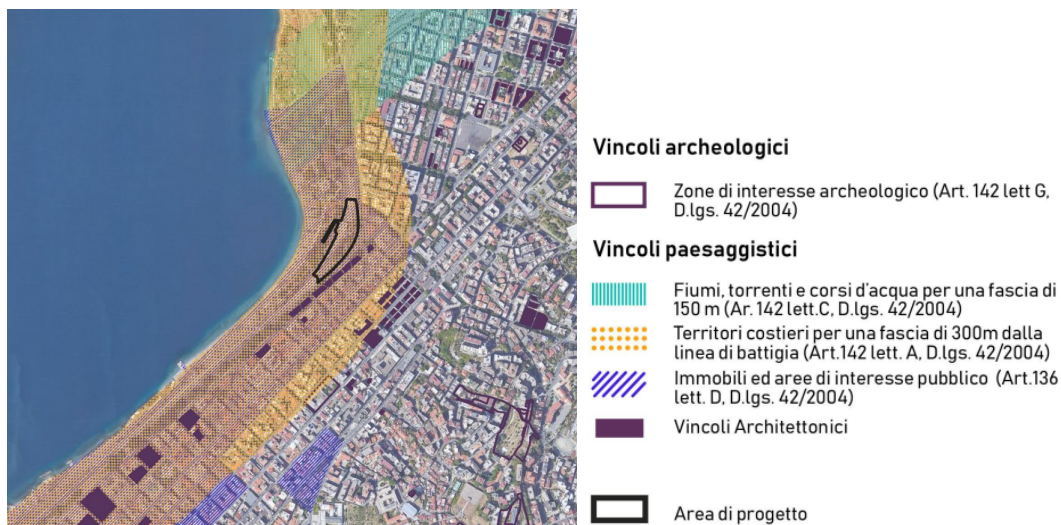 Vincoli archeologici
Zone di interesse archeologico (Art. 142 lett G,
D.lgs. 42/2004)
Vincoli paesaggistici
Fiumi, torrenti e corsi d'acqua per una fascia di
150 m (Ar. 142 lett.C, D.lgs. 42/2004)
Territori costieri per una fascia di 300m dalla
linea di battigia (Art.142 lett. A, D.lgs. 42/2004)
Immobili ed aree di interesse pubblico (Art.136
lett. D, D.lgs. 42/2004)
Vincoli Architettonici
Area di progetto